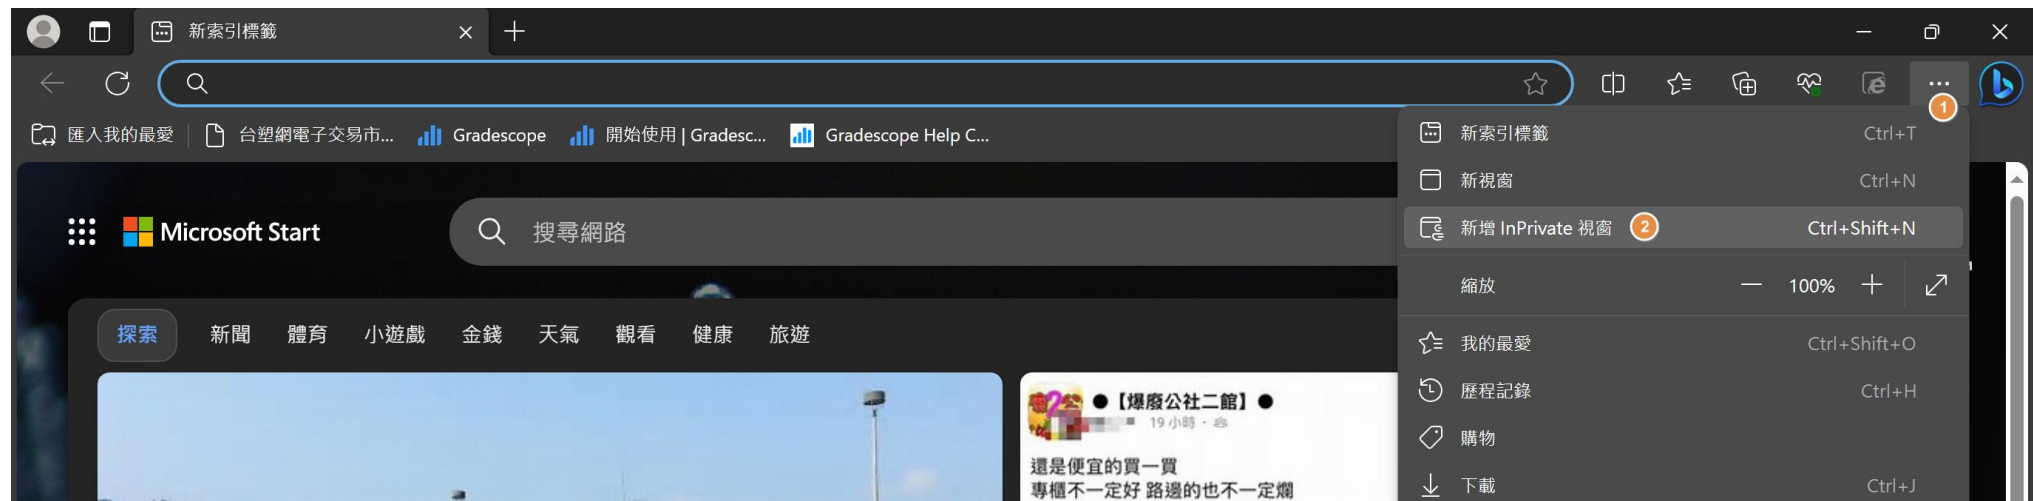 新索引標籤
匯入我的最愛
台塑網電子交易市...
Gradescope
開始使用 | Gradesc...
Gradescope Help C...
Microsoft Start
搜尋網路
探索 新聞 體育 小遊戲 金錢 天氣 觀看 健康 旅遊
●【爆廢公社二館】●
19 小時
還是便宜的買一買
專櫃不一定好 路邊的也不一定爛
1
新索引標籤 Ctrl+T
新視窗 Ctrl+N
新增 InPrivate 視窗 2 Ctrl+Shift+N
縮放 100%
我的最愛 Ctrl+Shift+O
歷程記錄 Ctrl+H
購物
下載 Ctrl+J